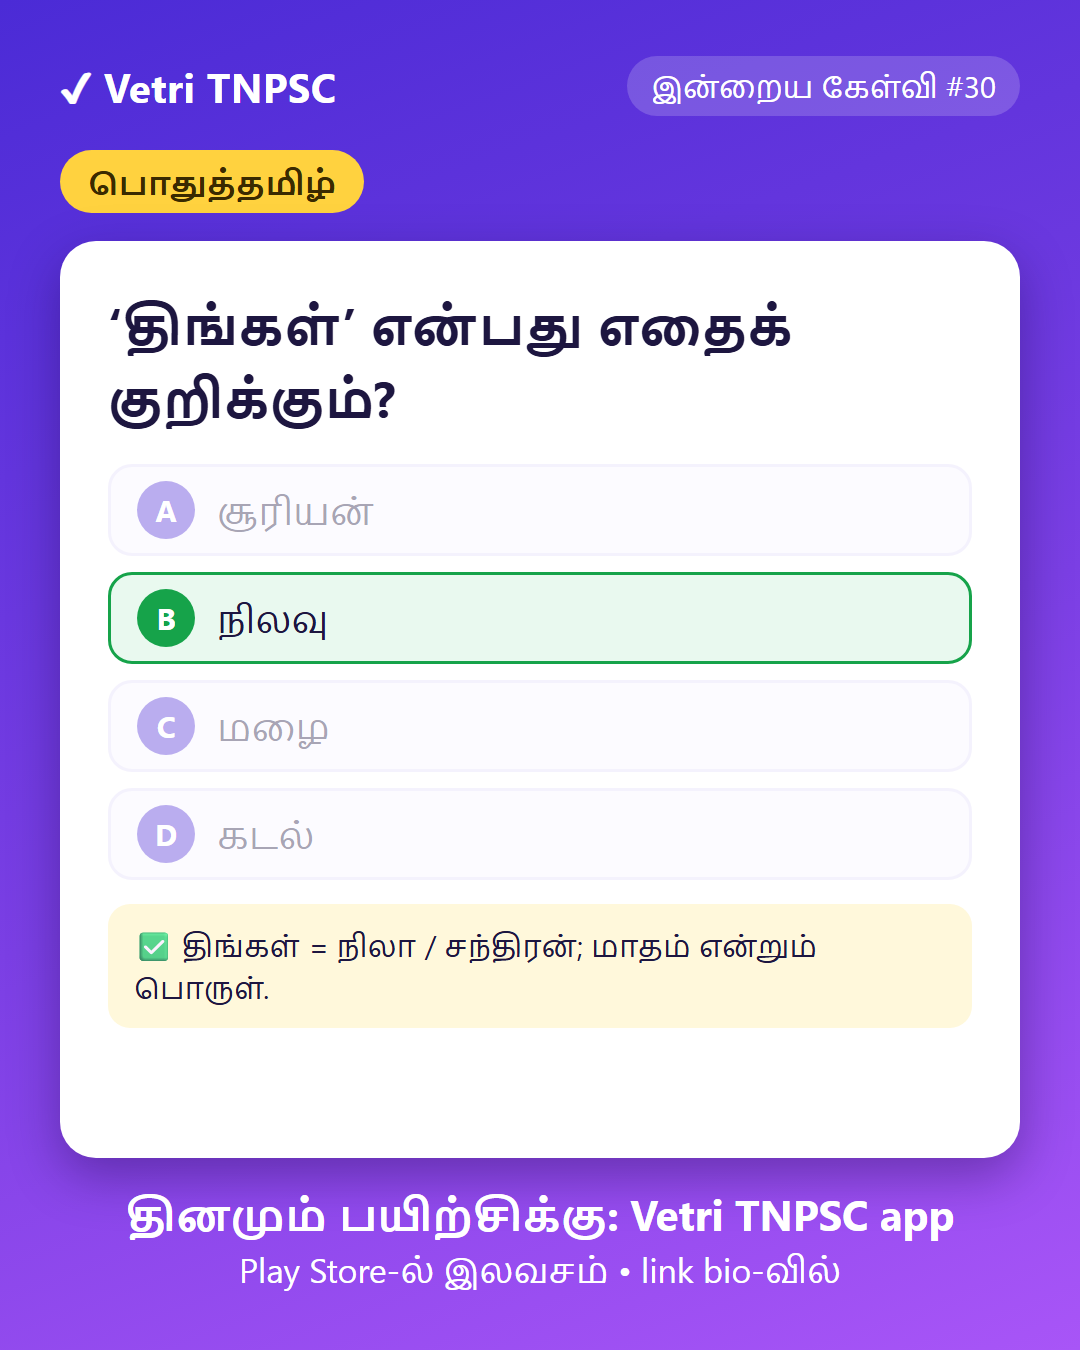 ✔ Vetri TNPSC
இன்றைய கேள்வி #30
பொதுத்தமிழ்
‘திங்கள்’ என்பது எதைக்
குறிக்கும்?
A சூரியன்
B நிலவு
C மழை
D கடல்
✅ திங்கள் = நிலா / சந்திரன்; மாதம் என்றும்
பொருள்.
தினமும் பயிற்சிக்கு: Vetri TNPSC app
Play Store-ல் இலவசம் • link bio-வில்